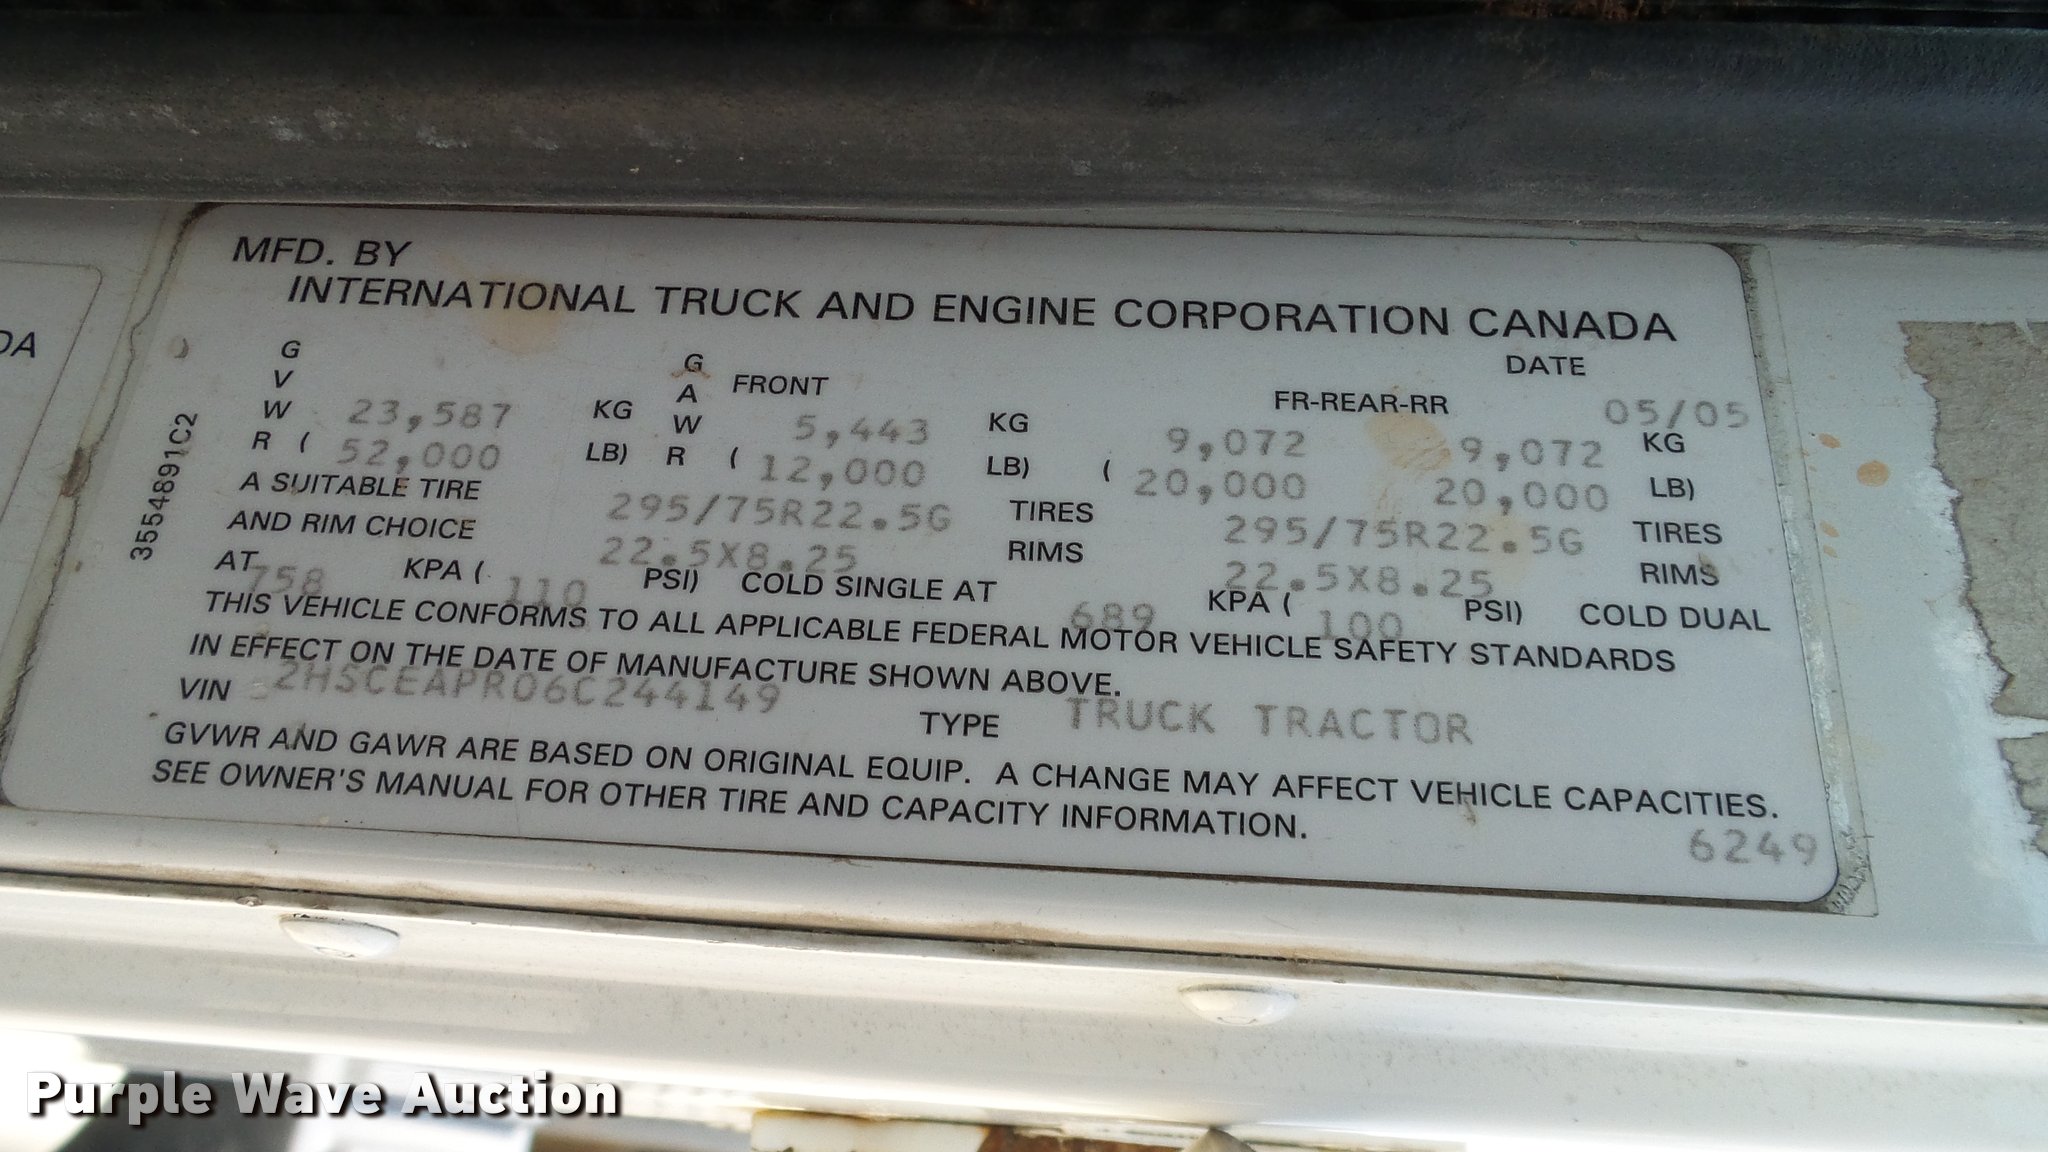 MFD. BY
INTERNATIONAL TRUCK AND ENGINE CORPORATION CANADA
DATE
G V W R 23,587 KG G A W R FRONT 5,443 KG FR-REAR-RR 9,072 9,072 KG 05/05
( 52,000 LB) ( 12,000 LB) ( 20,000 20,000 LB)
A SUITABLE TIRE 295/75R22.5G TIRES 295/75R22.5G TIRES
AND RIM CHOICE 22.5X8.25 RIMS 22.5X8.25 RIMS
AT 758 KPA ( 110 PSI) COLD SINGLE AT 689 KPA ( 100 PSI) COLD DUAL
THIS VEHICLE CONFORMS TO ALL APPLICABLE FEDERAL MOTOR VEHICLE SAFETY STANDARDS
IN EFFECT ON THE DATE OF MANUFACTURE SHOWN ABOVE.
VIN 2HSCEAPR06C244149 TYPE TRUCK TRACTOR
GVWR AND GAWR ARE BASED ON ORIGINAL EQUIP. A CHANGE MAY AFFECT VEHICLE CAPACITIES.
SEE OWNER'S MANUAL FOR OTHER TIRE AND CAPACITY INFORMATION.
6249
3554891C2
DA
Purple Wave Auction